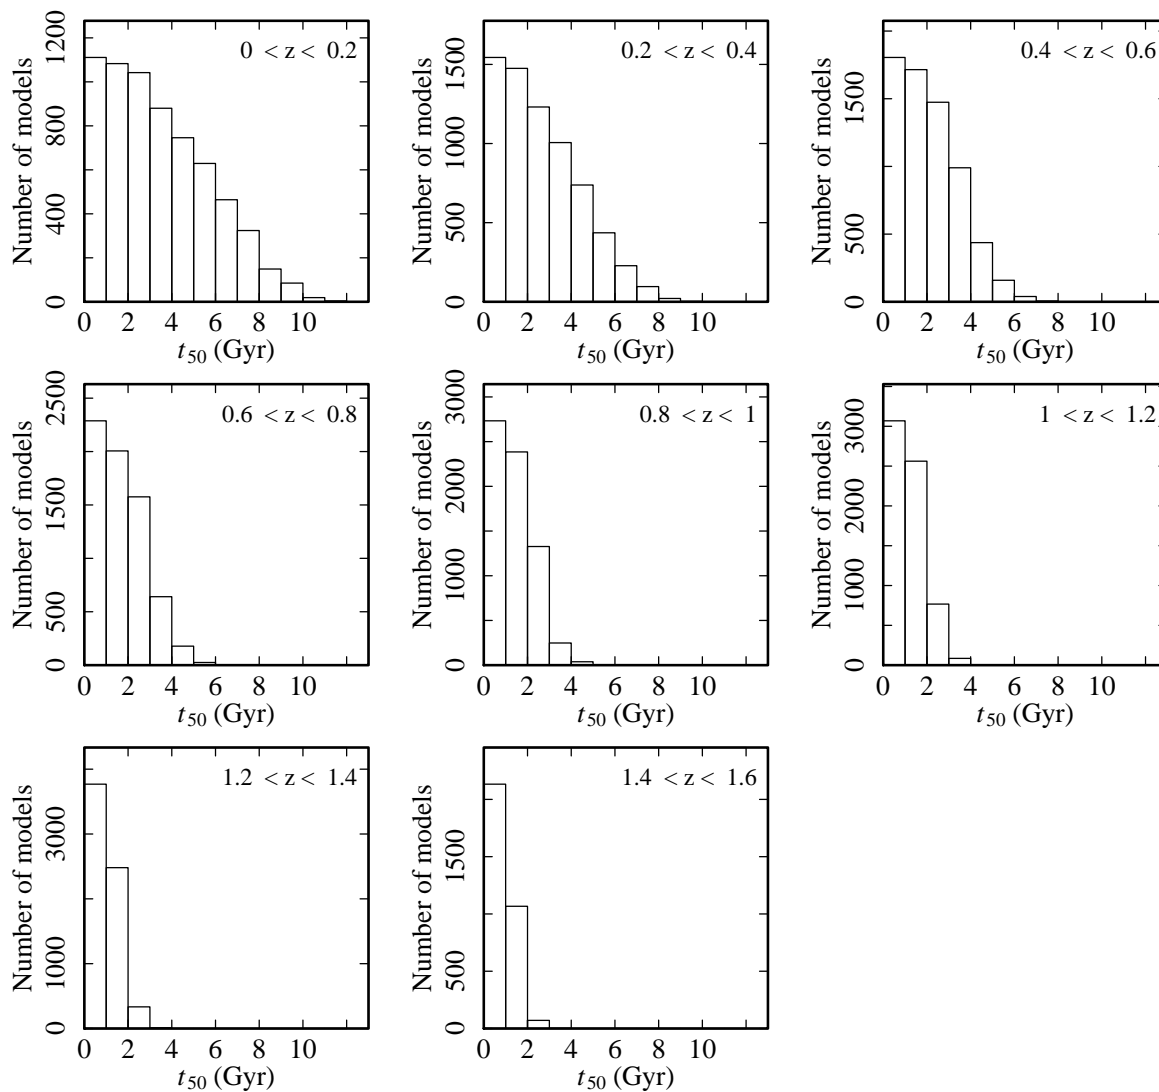 0 < z < 0.2
Number of models
0 400 800 1200
0 2 4 6 8 10
t50 (Gyr)
0.2 < z < 0.4
Number of models
0 500 1000 1500
0 2 4 6 8 10
t50 (Gyr)
0.4 < z < 0.6
Number of models
0 500 1500
0 2 4 6 8 10
t50 (Gyr)
0.6 < z < 0.8
Number of models
0 500 1500 2500
0 2 4 6 8 10
t50 (Gyr)
0.8 < z < 1
Number of models
0 1000 2000 3000
0 2 4 6 8 10
t50 (Gyr)
1 < z < 1.2
Number of models
0 1000 2000 3000
0 2 4 6 8 10
t50 (Gyr)
1.2 < z < 1.4
Number of models
0 1000 3000
0 2 4 6 8 10
t50 (Gyr)
1.4 < z < 1.6
Number of models
0 500 1500
0 2 4 6 8 10
t50 (Gyr)